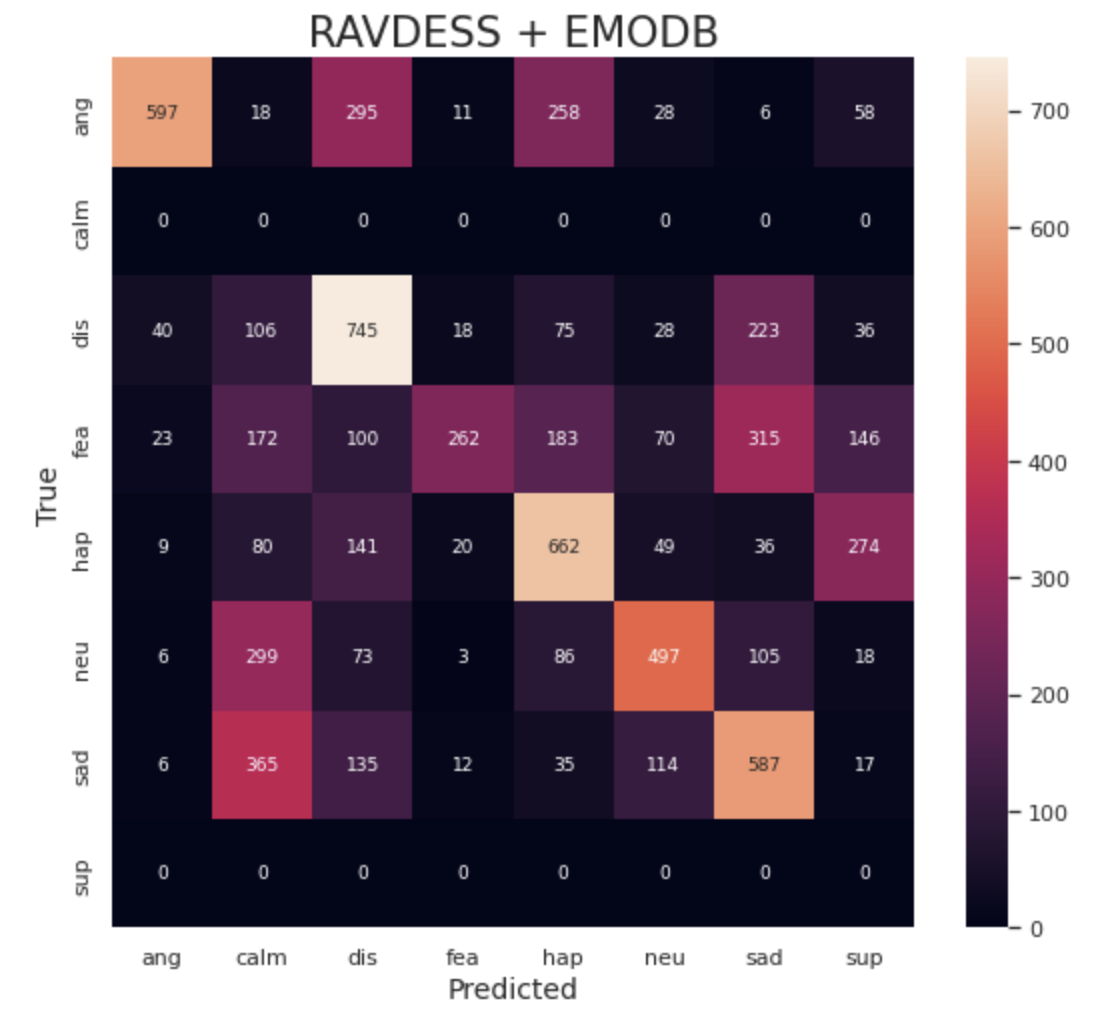 RAVDESS + EMODB
ang 597 18 295 11 258 28 6 58
calm 0 0 0 0 0 0 0 0
dis 40 106 745 18 75 28 223 36
fea 23 172 100 262 183 70 315 146
hap 9 80 141 20 662 49 36 274
neu 6 299 73 3 86 497 105 18
sad 6 365 135 12 35 114 587 17
sup 0 0 0 0 0 0 0 0
True
ang calm dis fea hap neu sad sup
Predicted
700
600
500
400
300
200
100
0